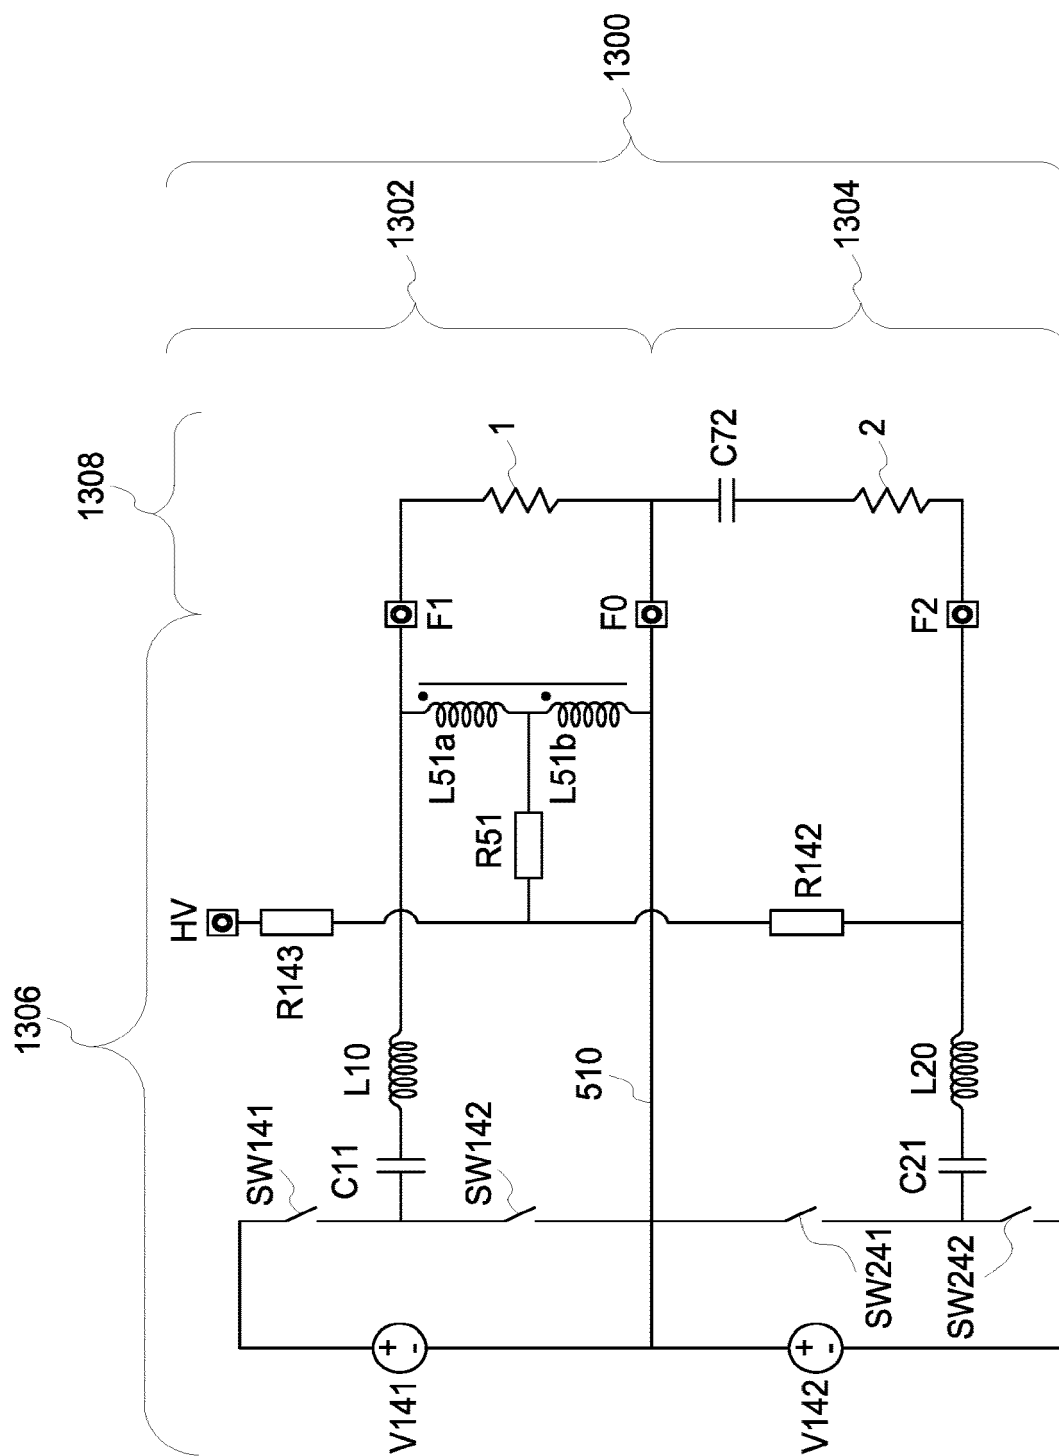 1300
1302
1304
1308
1306
1
C72
2
F1
F0
F2
L51a
L51b
R51
R142
HV
R143
L10
510
L20
SW141
C11
SW142
C21
SW241
SW242
+
-
V141
+
-
V142